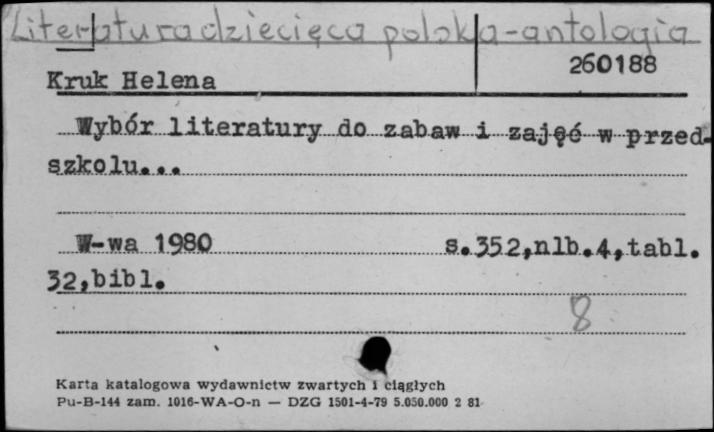 Literatura dziecięca polska-antologia
260188
Kruk Helena
Wybór literatury do zabaw i zajęć w przed-
szkolu...
W-wa 1980 s.352,nlb.4,tabl.
32,bibl.
8
Karta katalogowa wydawnictw zwartych i ciągłych
Pu-B-144 zam. 1016-WA-O-n — DZG 1501-4-79 5.050.000 2 81